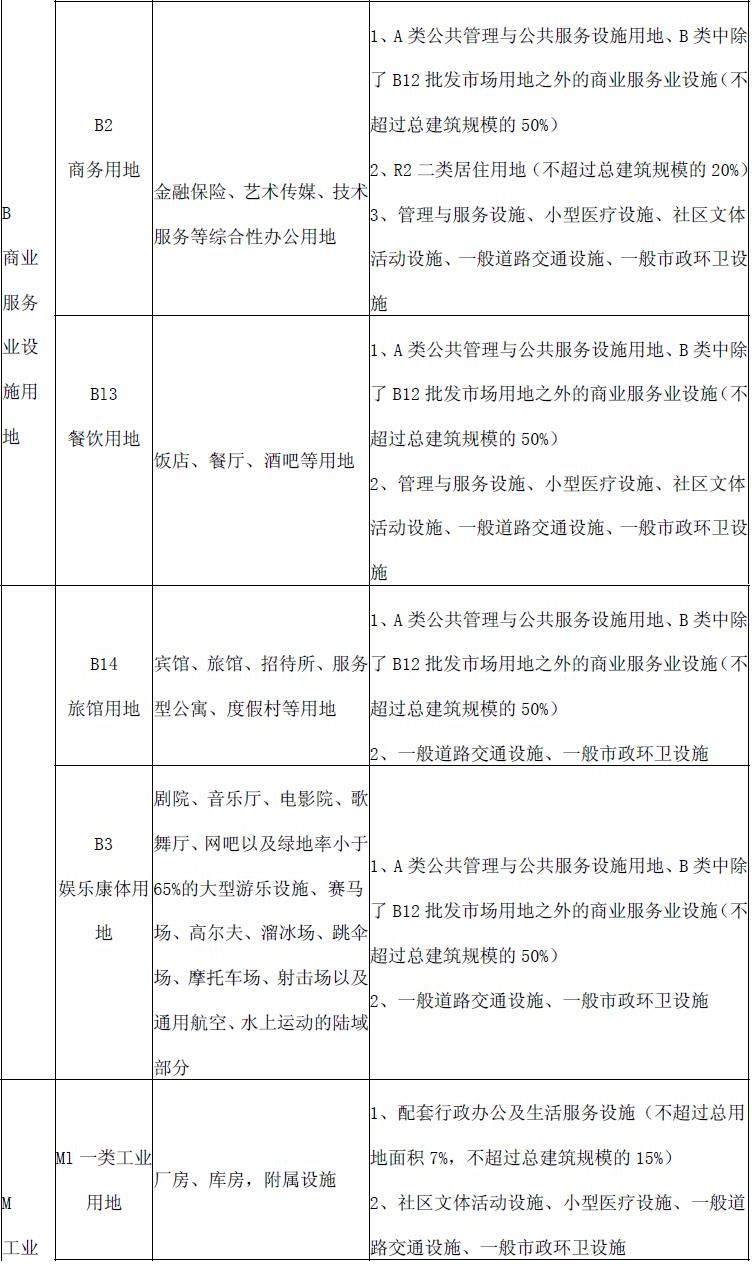 B
商业
服务
业设
施用
地
B2
商务用地
金融保险、艺术传媒、技术
服务等综合性办公用地
1、A 类公共管理与公共服务设施用地、B 类中除
了 B12 批发市场用地之外的商业服务业设施（不
超过总建筑规模的 50%）
2、R2 二类居住用地（不超过总建筑规模的 20%）
3、管理与服务设施、小型医疗设施、社区文体
活动设施、一般道路交通设施、一般市政环卫设
施
B13
餐饮用地
饭店、餐厅、酒吧等用地
1、A 类公共管理与公共服务设施用地、B 类中除
了 B12 批发市场用地之外的商业服务业设施（不
超过总建筑规模的 50%）
2、管理与服务设施、小型医疗设施、社区文体
活动设施、一般道路交通设施、一般市政环卫设
施
B14
旅馆用地
宾馆、旅馆、招待所、服务
型公寓、度假村等用地
1、A 类公共管理与公共服务设施用地、B 类中除
了 B12 批发市场用地之外的商业服务业设施（不
超过总建筑规模的 50%）
2、一般道路交通设施、一般市政环卫设施
B3
娱乐康体用
地
剧院、音乐厅、电影院、歌
舞厅、网吧以及绿地率小于
65%的大型游乐设施、赛马
场、高尔夫、溜冰场、跳伞
场、摩托车场、射击场以及
通用航空、水上运动的陆域
部分
1、A 类公共管理与公共服务设施用地、B 类中除
了 B12 批发市场用地之外的商业服务业设施（不
超过总建筑规模的 50%）
2、一般道路交通设施、一般市政环卫设施
M
工业
M1 一类工业
用地
厂房、库房，附属设施
1、配套行政办公及生活服务设施（不超过总用
地面积 7%，不超过总建筑规模的 15%）
2、社区文体活动设施、小型医疗设施、一般道
路交通设施、一般市政环卫设施